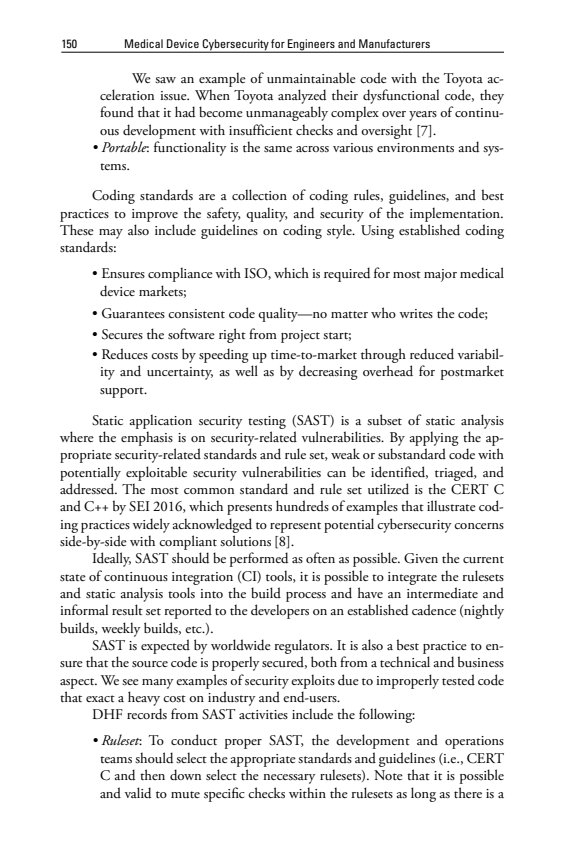 150 Medical Device Cybersecurity for Engineers and Manufacturers
We saw an example of unmaintainable code with the Toyota ac-
celeration issue. When Toyota analyzed their dysfunctional code, they
found that it had become unmanageably complex over years of continu-
ous development with insufficient checks and oversight [7].
• Portable: functionality is the same across various environments and sys-
tems.
Coding standards are a collection of coding rules, guidelines, and best
practices to improve the safety, quality, and security of the implementation.
These may also include guidelines on coding style. Using established coding
standards:
• Ensures compliance with ISO, which is required for most major medical
device markets;
• Guarantees consistent code quality—no matter who writes the code;
• Secures the software right from project start;
• Reduces costs by speeding up time-to-market through reduced variabil-
ity and uncertainty, as well as by decreasing overhead for postmarket
support.
Static application security testing (SAST) is a subset of static analysis
where the emphasis is on security-related vulnerabilities. By applying the ap-
propriate security-related standards and rule set, weak or substandard code with
potentially exploitable security vulnerabilities can be identified, triaged, and
addressed. The most common standard and rule set utilized is the CERT C
and C++ by SEI 2016, which presents hundreds of examples that illustrate cod-
ing practices widely acknowledged to represent potential cybersecurity concerns
side-by-side with compliant solutions [8].
Ideally, SAST should be performed as often as possible. Given the current
state of continuous integration (CI) tools, it is possible to integrate the rulesets
and static analysis tools into the build process and have an intermediate and
informal result set reported to the developers on an established cadence (nightly
builds, weekly builds, etc.).
SAST is expected by worldwide regulators. It is also a best practice to en-
sure that the source code is properly secured, both from a technical and business
aspect. We see many examples of security exploits due to improperly tested code
that exact a heavy cost on industry and end-users.
DHF records from SAST activities include the following:
• Ruleset: To conduct proper SAST, the development and operations
teams should select the appropriate standards and guidelines (i.e., CERT
C and then down select the necessary rulesets). Note that it is possible
and valid to mute specific checks within the rulesets as long as there is a